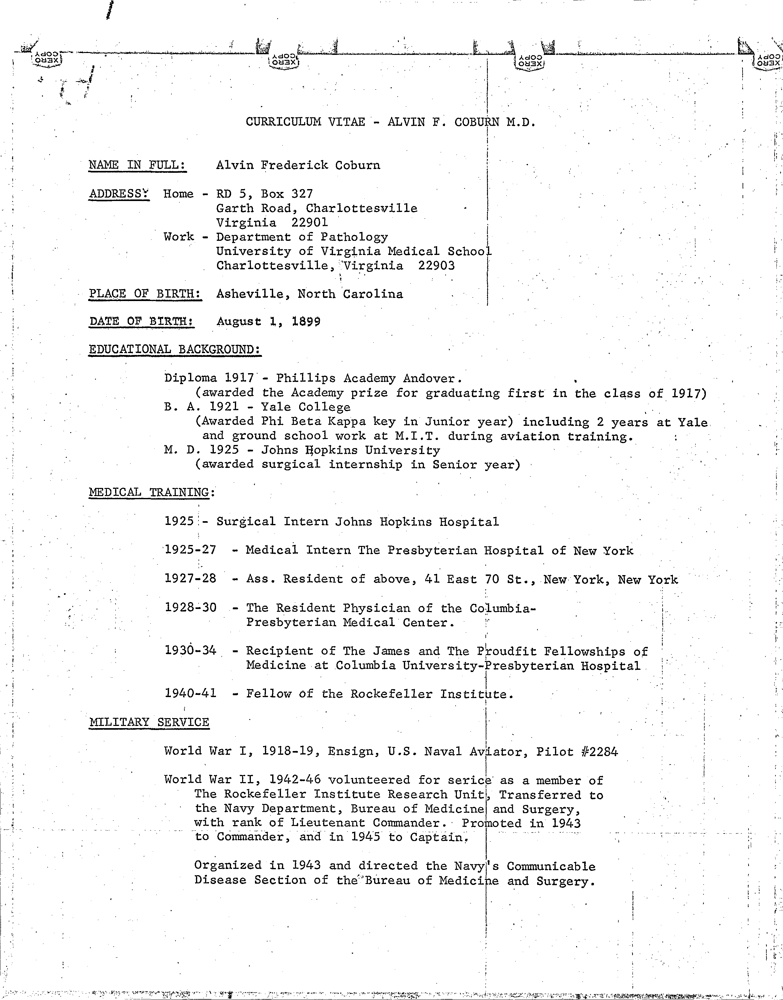 XERO COPY
XERO COPY
XERO COPY
XERO COPY
CURRICULUM VITAE - ALVIN F. COBURN M.D.
NAME IN FULL: Alvin Frederick Coburn
ADDRESS: Home - RD 5, Box 327
Garth Road, Charlottesville
Virginia 22901
Work - Department of Pathology
University of Virginia Medical School
Charlottesville, Virginia 22903
PLACE OF BIRTH: Asheville, North Carolina
DATE OF BIRTH: August 1, 1899
EDUCATIONAL BACKGROUND:
Diploma 1917 - Phillips Academy Andover.
(awarded the Academy prize for graduating first in the class of 1917)
B. A. 1921 - Yale College
(Awarded Phi Beta Kappa key in Junior year) including 2 years at Yale
and ground school work at M.I.T. during aviation training.
M. D. 1925 - Johns Hopkins University
(awarded surgical internship in Senior year)
MEDICAL TRAINING:
1925 - Surgical Intern Johns Hopkins Hospital
1925-27 - Medical Intern The Presbyterian Hospital of New York
1927-28 - Ass. Resident of above, 41 East 70 St., New York, New York
1928-30 - The Resident Physician of the Columbia-
Presbyterian Medical Center.
1930-34 - Recipient of The James and The Proudfit Fellowships of
Medicine at Columbia University-Presbyterian Hospital
1940-41 - Fellow of the Rockefeller Institute.
MILITARY SERVICE
World War I, 1918-19, Ensign, U.S. Naval Aviator, Pilot #2284
World War II, 1942-46 volunteered for serice as a member of
The Rockefeller Institute Research Unit, Transferred to
the Navy Department, Bureau of Medicine and Surgery,
with rank of Lieutenant Commander. Promoted in 1943
to Commander, and in 1945 to Captain.
Organized in 1943 and directed the Navy's Communicable
Disease Section of the Bureau of Medicine and Surgery.